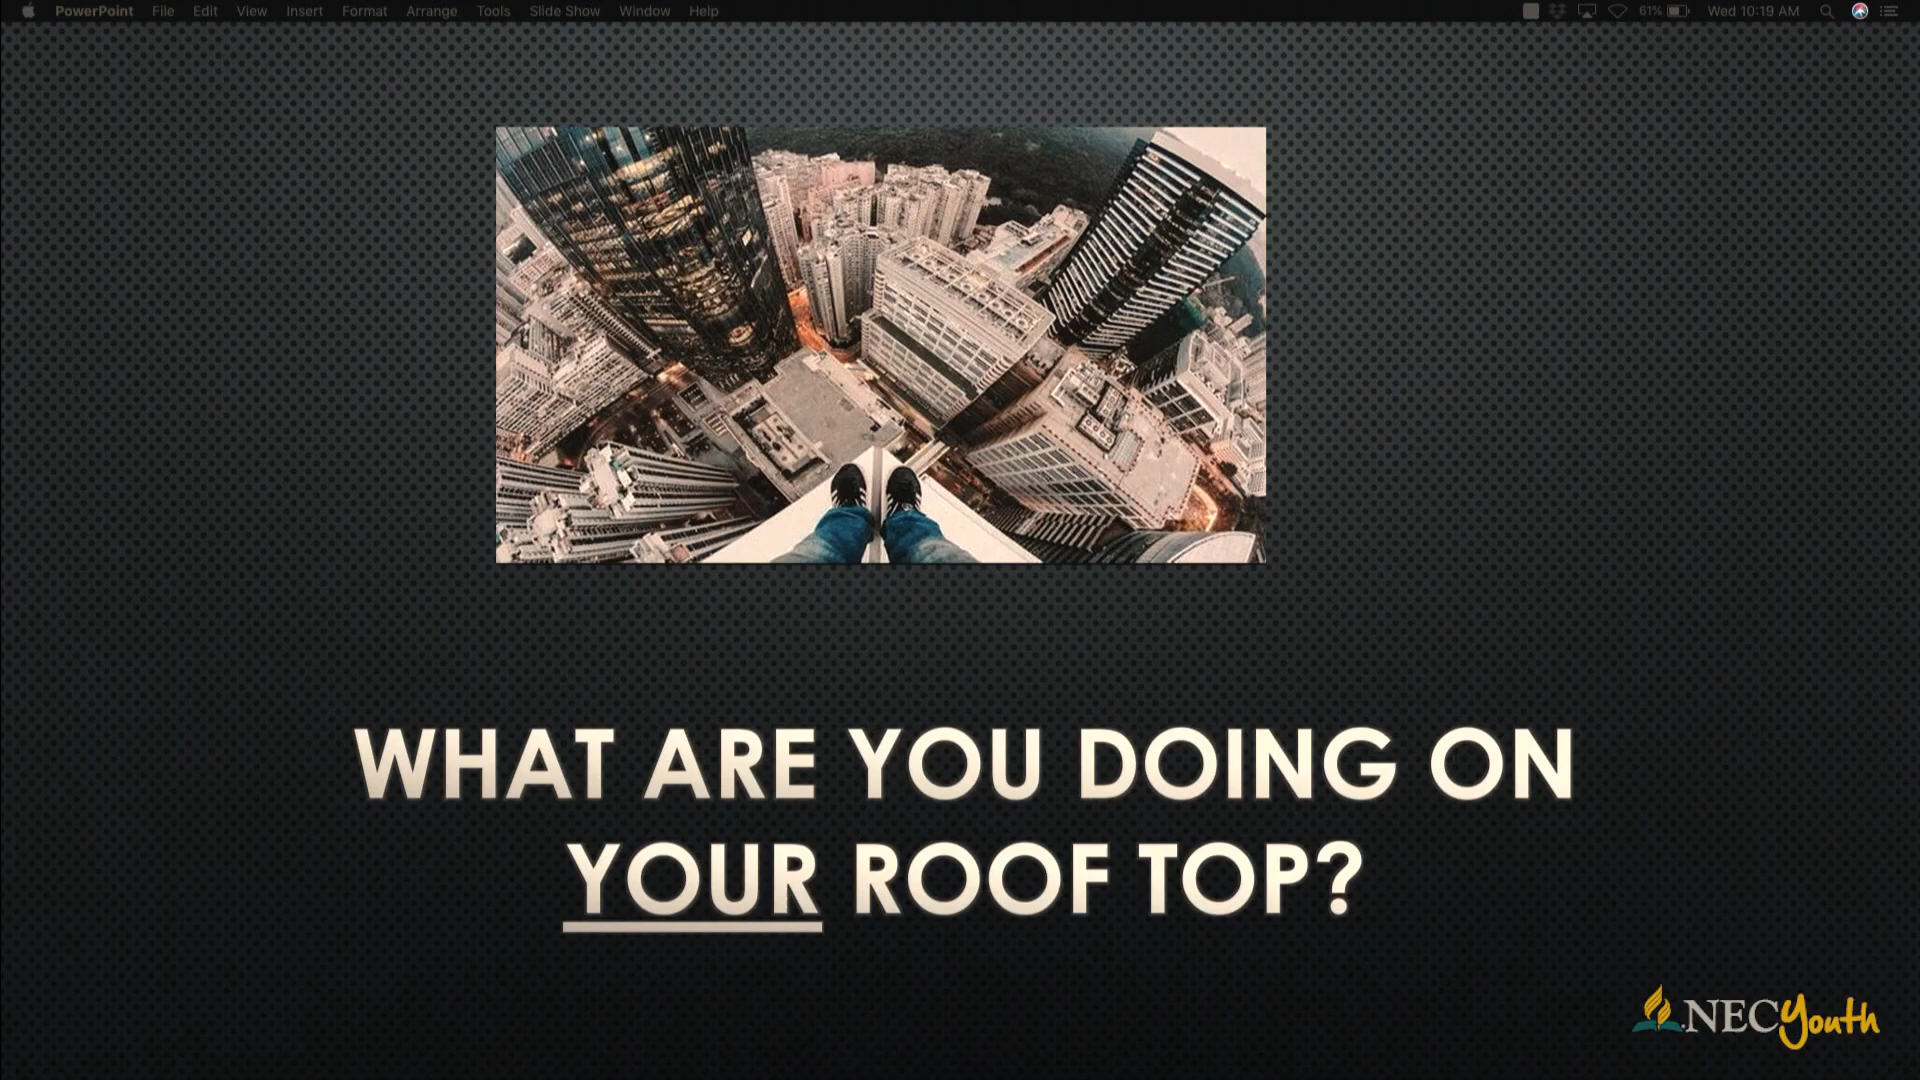 PowerPoint File Edit View Insert Format Arrange Tools Slide Show Window Help 61% Wed 10:19 AM
WHAT ARE YOU DOING ON
YOUR ROOF TOP?
NECYouth